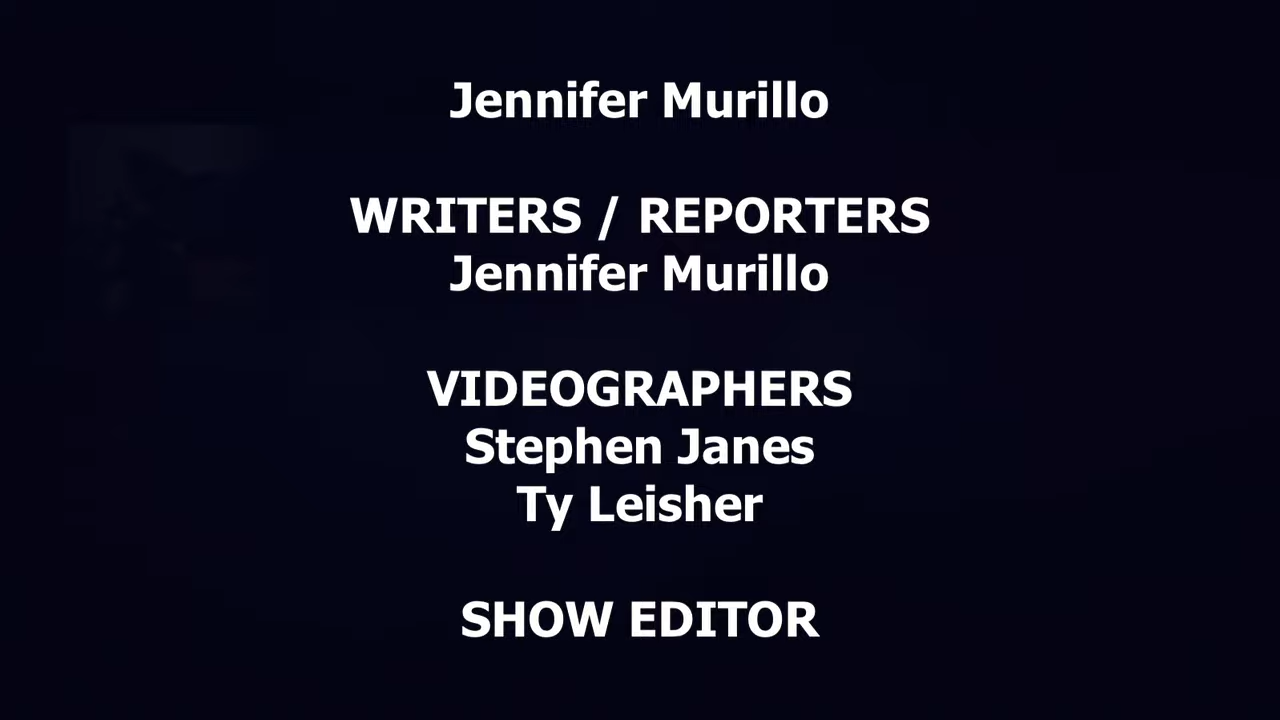 Jennifer Murillo
WRITERS / REPORTERS
Jennifer Murillo
VIDEOGRAPHERS
Stephen Janes
Ty Leisher
SHOW EDITOR